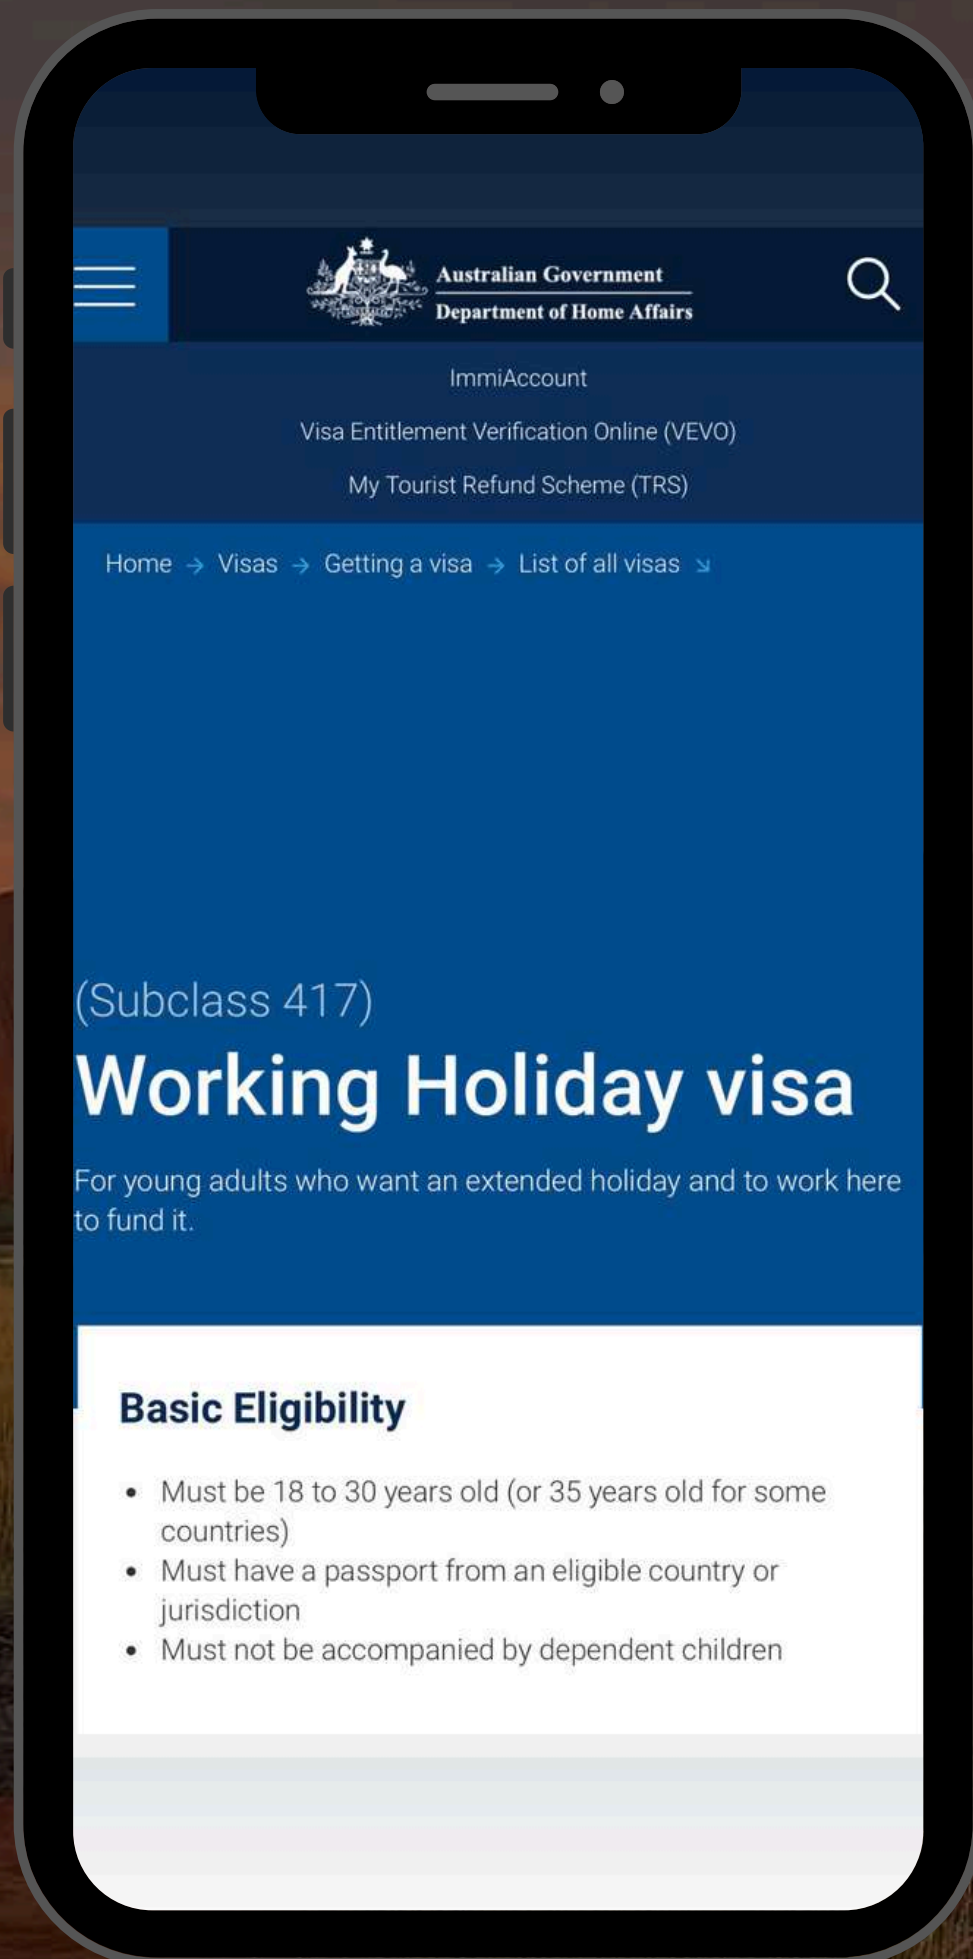 Australian Government
Department of Home Affairs
ImmiAccount
Visa Entitlement Verification Online (VEVO)
My Tourist Refund Scheme (TRS)
Home → Visas → Getting a visa → List of all visas ↘
(Subclass 417)
Working Holiday visa
For young adults who want an extended holiday and to work here
to fund it.
Basic Eligibility
• Must be 18 to 30 years old (or 35 years old for some
countries)
• Must have a passport from an eligible country or
jurisdiction
• Must not be accompanied by dependent children